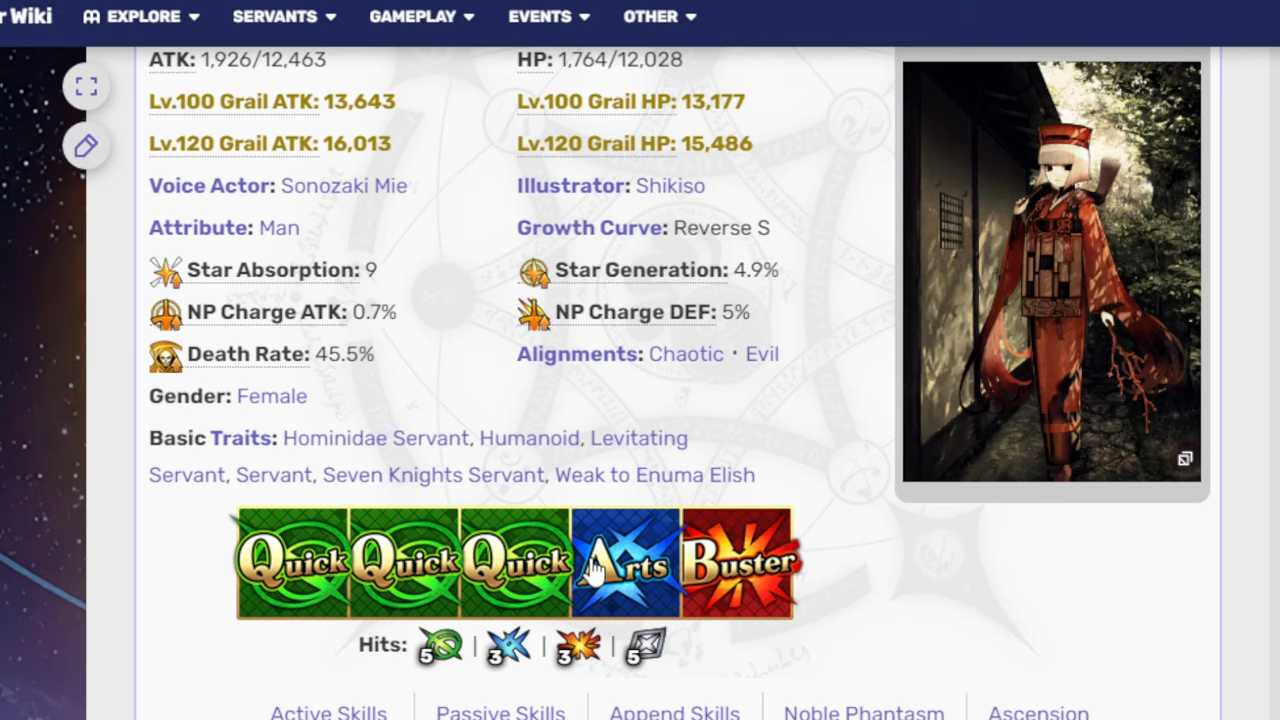 r Wiki EXPLORE SERVANTS GAMEPLAY EVENTS OTHER
ATK: 1,926/12,463 HP: 1,764/12,028
Lv.100 Grail ATK: 13,643 Lv.100 Grail HP: 13,177
Lv.120 Grail ATK: 16,013 Lv.120 Grail HP: 15,486
Voice Actor: Sonozaki Mie Illustrator: Shikiso
Attribute: Man Growth Curve: Reverse S
Star Absorption: 9 Star Generation: 4.9%
NP Charge ATK: 0.7% NP Charge DEF: 5%
Death Rate: 45.5% Alignments: Chaotic・Evil
Gender: Female
Basic Traits: Hominidae Servant, Humanoid, Levitating
Servant, Servant, Seven Knights Servant, Weak to Enuma Elish
Quick Quick Quick Arts Buster
Hits: 5 | 3 | 3 | 5
Active Skills Passive Skills Append Skills Noble Phantasm Ascension